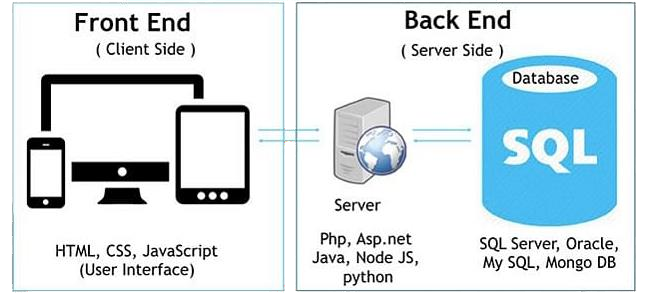 Front End
( Client Side )
HTML, CSS, JavaScript
(User Interface)
Back End
( Server Side )
Server
Php, Asp.net
Java, Node JS,
python
Database
SQL
SQL Server, Oracle,
My SQL, Mongo DB